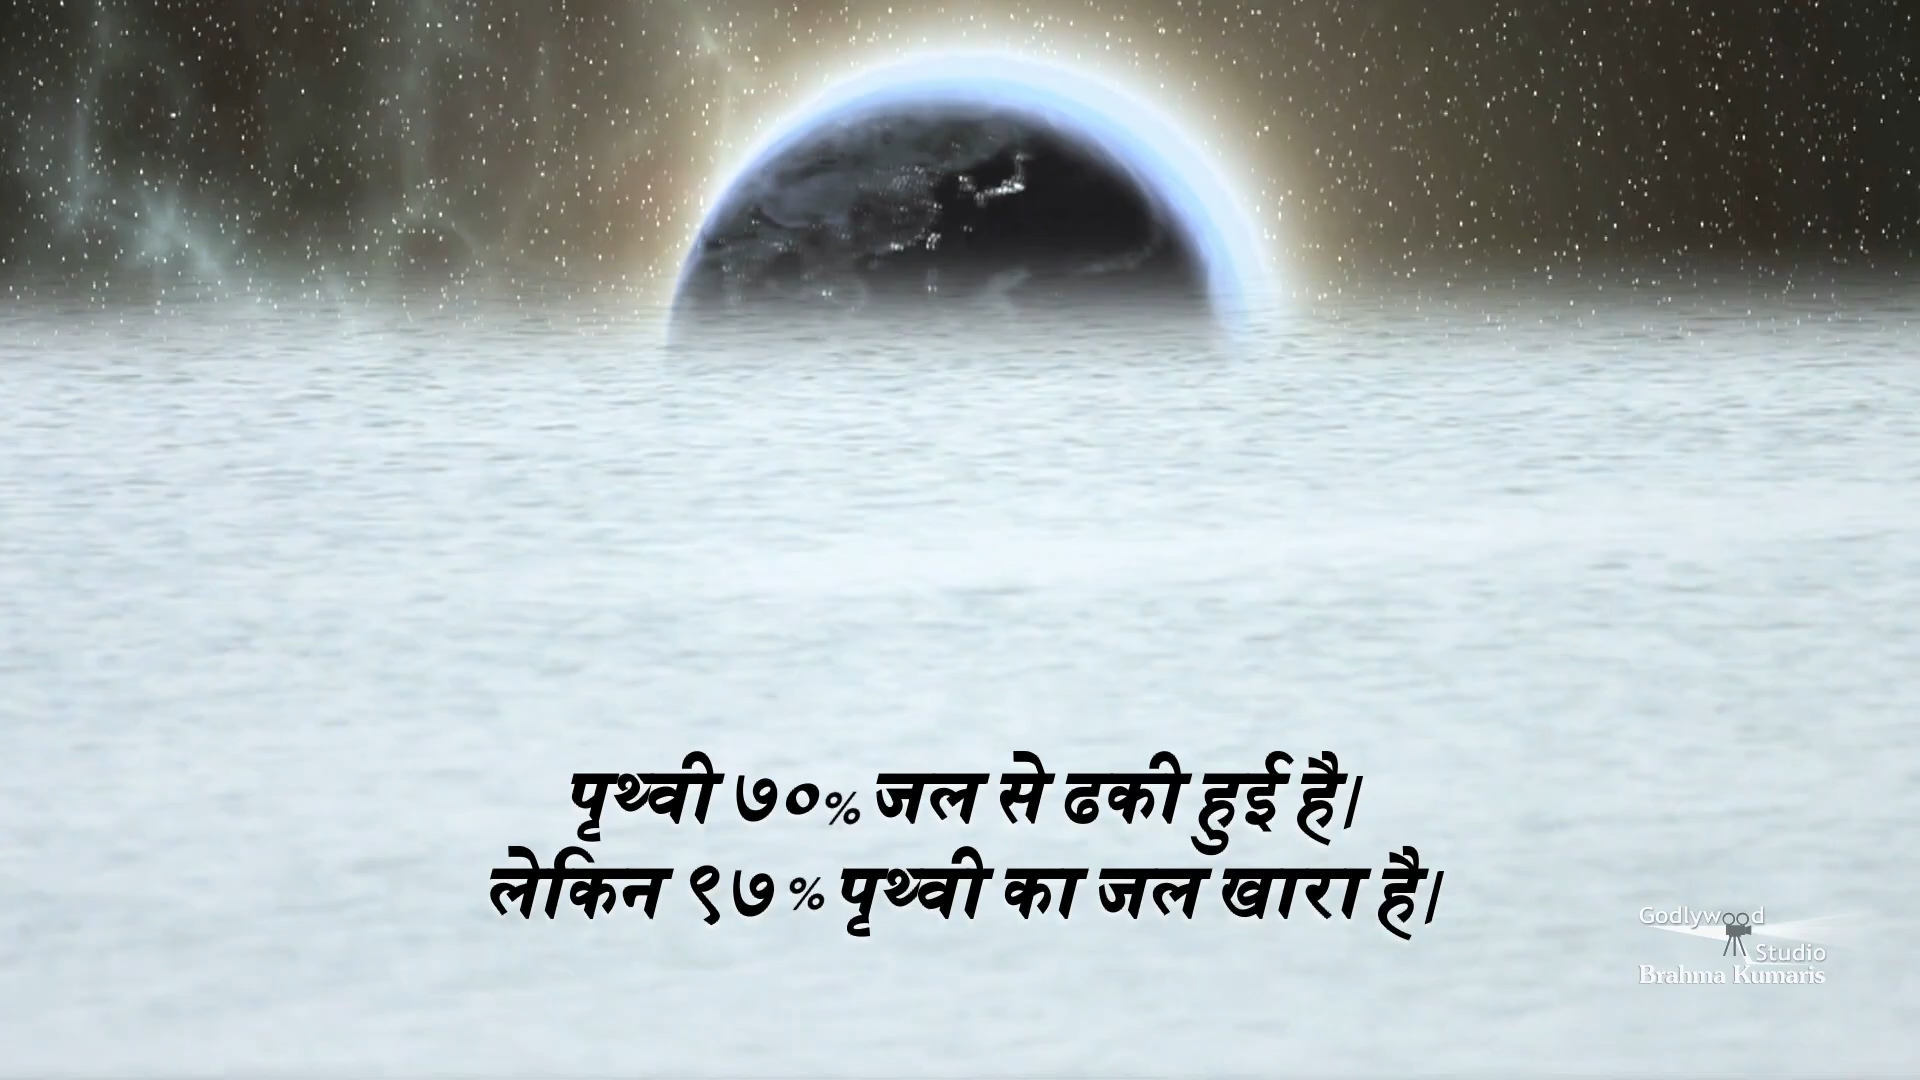 पृथ्वी ७०% जल से ढकी हुई है।
लेकिन ९७% पृथ्वी का जल खारा है।
Godlywood
Studio
Brahma Kumaris